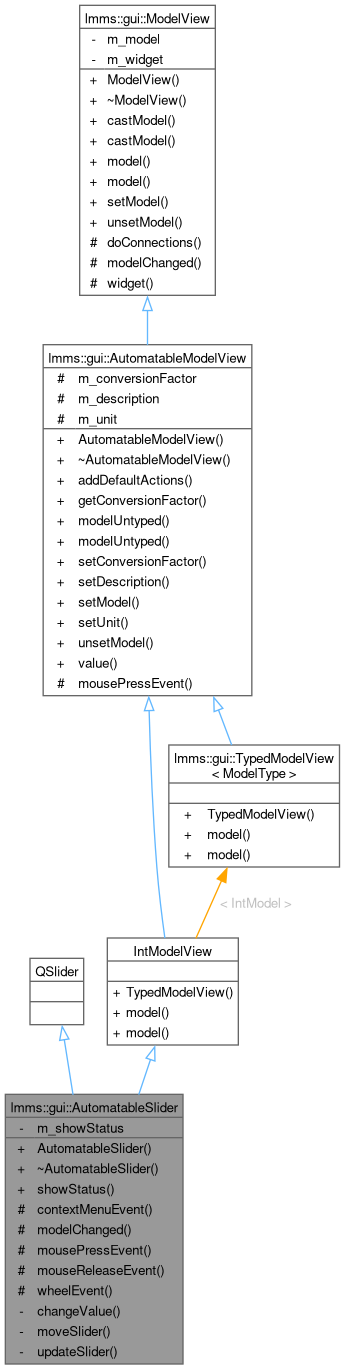 lmms::gui::ModelView
- m_model
- m_widget
+ ModelView()
+ ~ModelView()
+ castModel()
+ castModel()
+ model()
+ model()
+ setModel()
+ unsetModel()
# doConnections()
# modelChanged()
# widget()
lmms::gui::AutomatableModelView
# m_conversionFactor
# m_description
# m_unit
+ AutomatableModelView()
+ ~AutomatableModelView()
+ addDefaultActions()
+ getConversionFactor()
+ modelUntyped()
+ modelUntyped()
+ setConversionFactor()
+ setDescription()
+ setModel()
+ setUnit()
+ unsetModel()
+ value()
# mousePressEvent()
lmms::gui::TypedModelView
< ModelType >
+ TypedModelView()
+ model()
+ model()
< IntModel >
IntModelView
+ TypedModelView()
+ model()
+ model()
QSlider
lmms::gui::AutomatableSlider
- m_showStatus
+ AutomatableSlider()
+ ~AutomatableSlider()
+ showStatus()
# contextMenuEvent()
# modelChanged()
# mousePressEvent()
# mouseReleaseEvent()
# wheelEvent()
- changeValue()
- moveSlider()
- updateSlider()